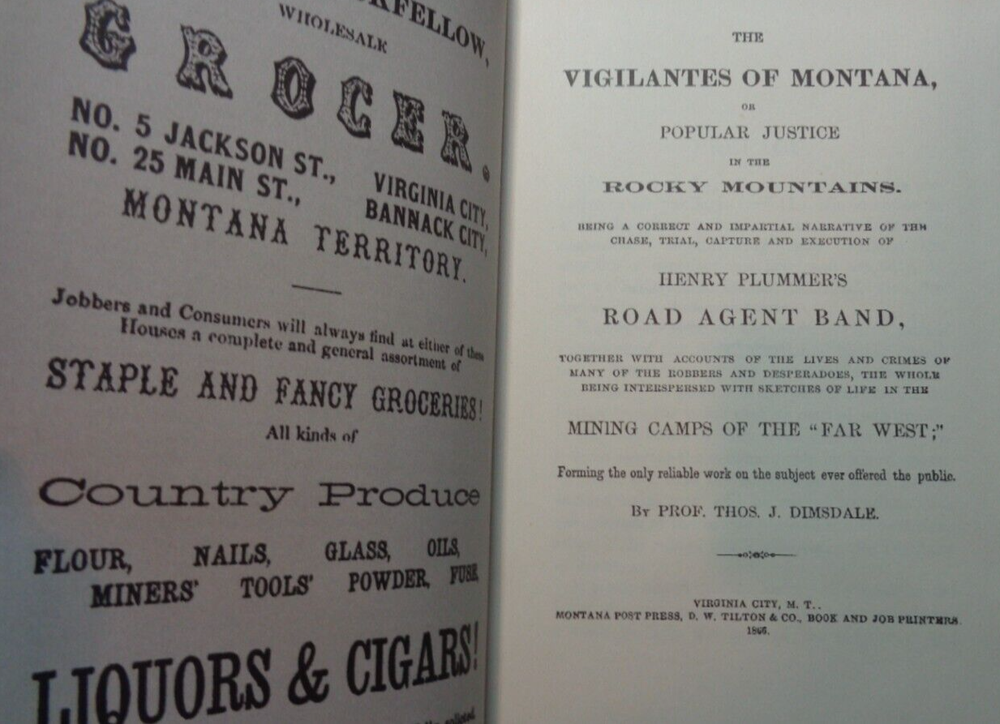 WHOLESALE
GROCER.
NO. 5 JACKSON ST., VIRGINIA CITY,
NO. 25 MAIN ST., BANNACK CITY,
MONTANA TERRITORY.
Jobbers and Consumers will always find at either of these
Houses a complete and general assortment of
STAPLE AND FANCY GROCERIES!
All kinds of
Country Produce
FLOUR, NAILS, GLASS, OILS,
MINERS' TOOLS' POWDER, FUSE,
LIQUORS & CIGARS!
THE
VIGILANTES OF MONTANA,
OR
POPULAR JUSTICE
IN THE
ROCKY MOUNTAINS.
BEING A CORRECT AND IMPARTIAL NARRATIVE OF THE
CHASE, TRIAL, CAPTURE AND EXECUTION OF
HENRY PLUMMER'S
ROAD AGENT BAND,
TOGETHER WITH ACCOUNTS OF THE LIVES AND CRIMES OF
MANY OF THE ROBBERS AND DESPERADOES, THE WHOLE
BEING INTERSPERSED WITH SKETCHES OF LIFE IN THE
MINING CAMPS OF THE "FAR WEST;"
Forming the only reliable work on the subject ever offered the public.
BY PROF. THOS. J. DIMSDALE.
VIRGINIA CITY, M. T..
MONTANA POST PRESS, D. W. TILTON & CO., BOOK AND JOB PRINTERS.
1866.